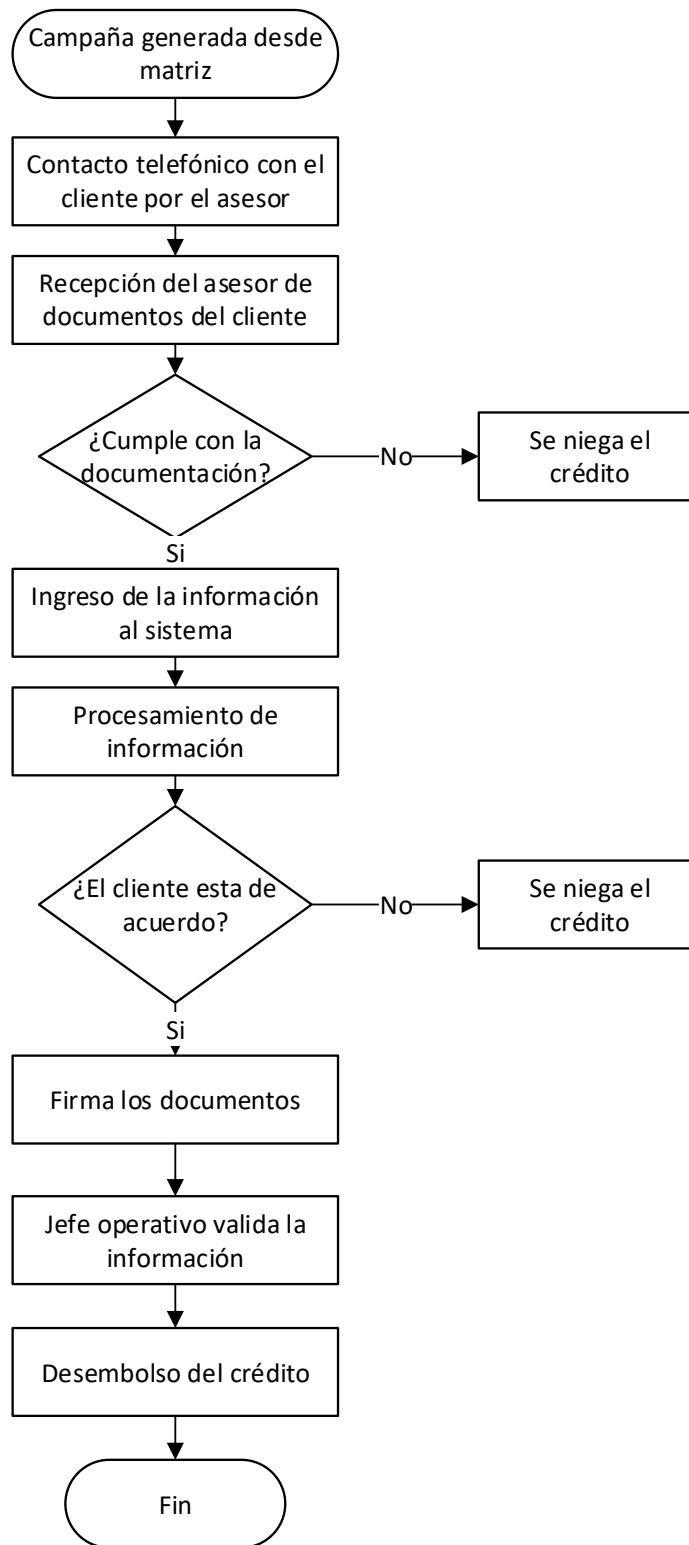 Campaña generada desde
matriz
Contacto telefónico con el
cliente por el asesor
Recepción del asesor de
documentos del cliente
¿Cumple con la
documentación?
No
Se niega el
crédito
Si
Ingreso de la información
al sistema
Procesamiento de
información
¿El cliente esta de
acuerdo?
No
Se niega el
crédito
Si
Firma los documentos
Jefe operativo valida la
información
Desembolso del crédito
Fin